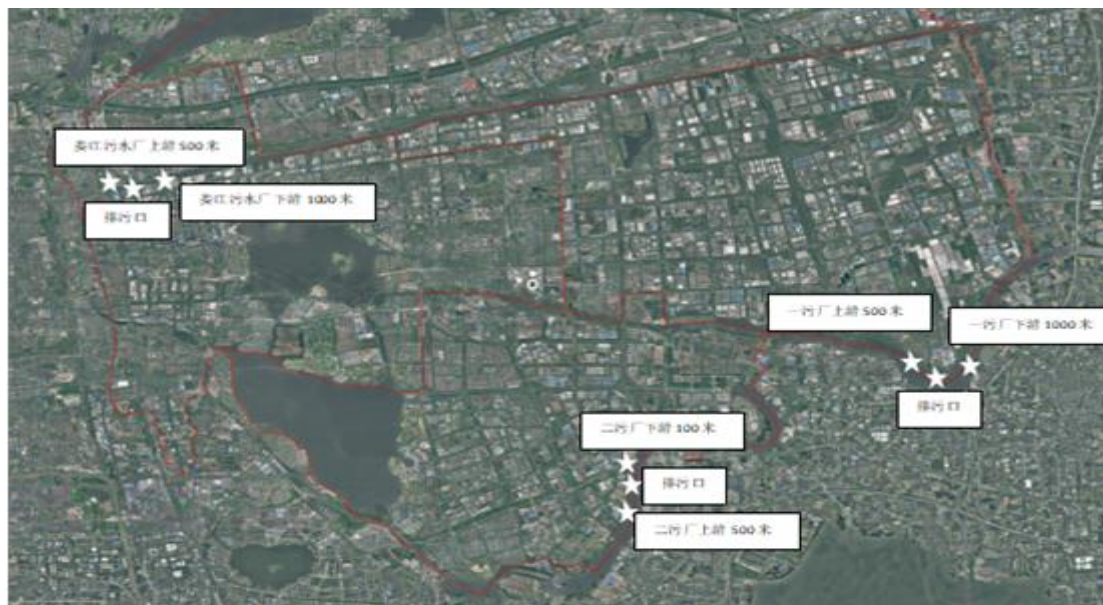 娄江污水厂上游 500 米
娄江污水厂下游 1000 米
排污口
一污厂上游 500 米
一污厂下游 1000 米
排污口
二污厂下游 100 米
排污口
二污厂上游 500 米